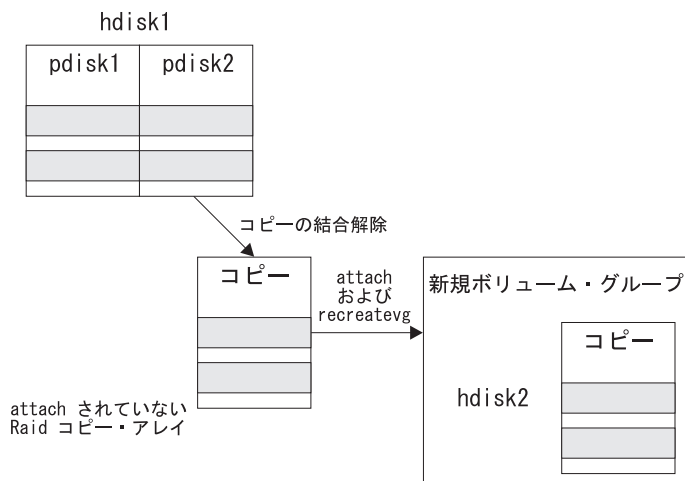 hdisk1
pdisk1
pdisk2
コピーの結合解除
コピー
attach
および
recreatevg
新規ボリューム・グループ
コピー
hdisk2
attach されていない
Raid コピー・アレイ